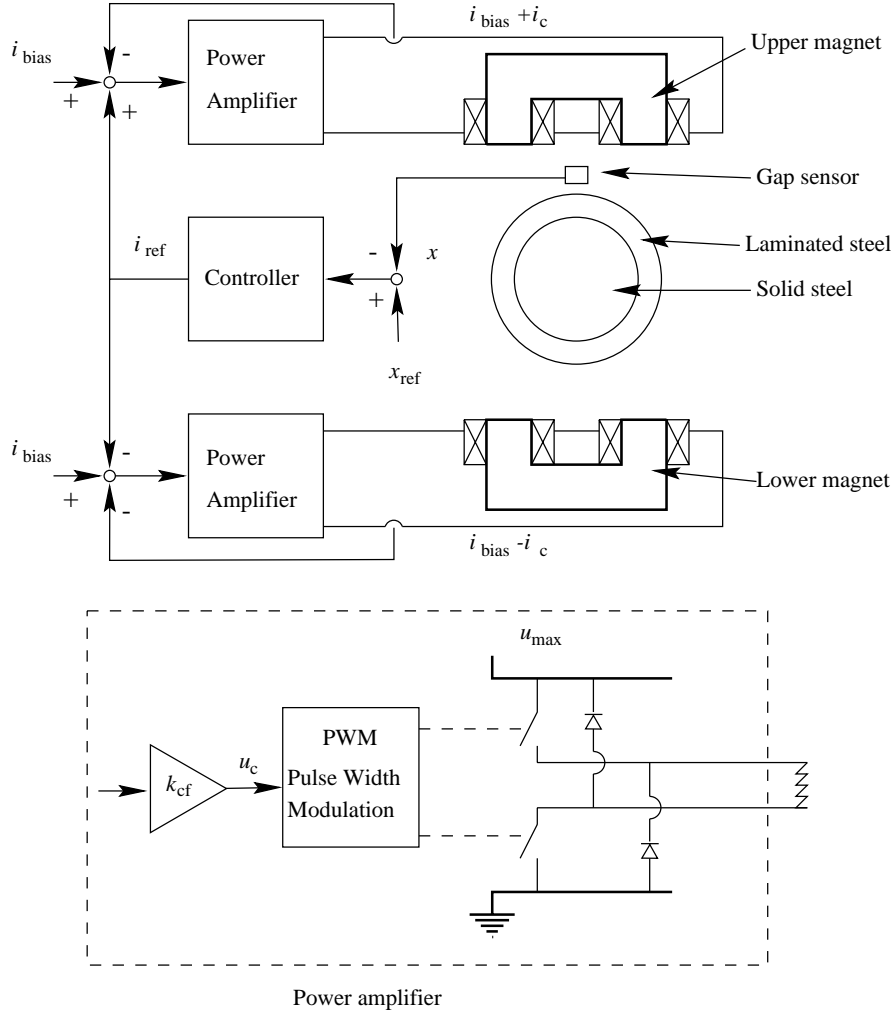 i bias + i c
i bias
-
+
+
Power
Amplifier
Upper magnet
Gap sensor
i ref
Controller
-
x
+
x ref
Laminated steel
Solid steel
i bias
-
+
-
Power
Amplifier
Lower magnet
i bias - i c
u max
k cf
u c
PWM
Pulse Width
Modulation
Power amplifier